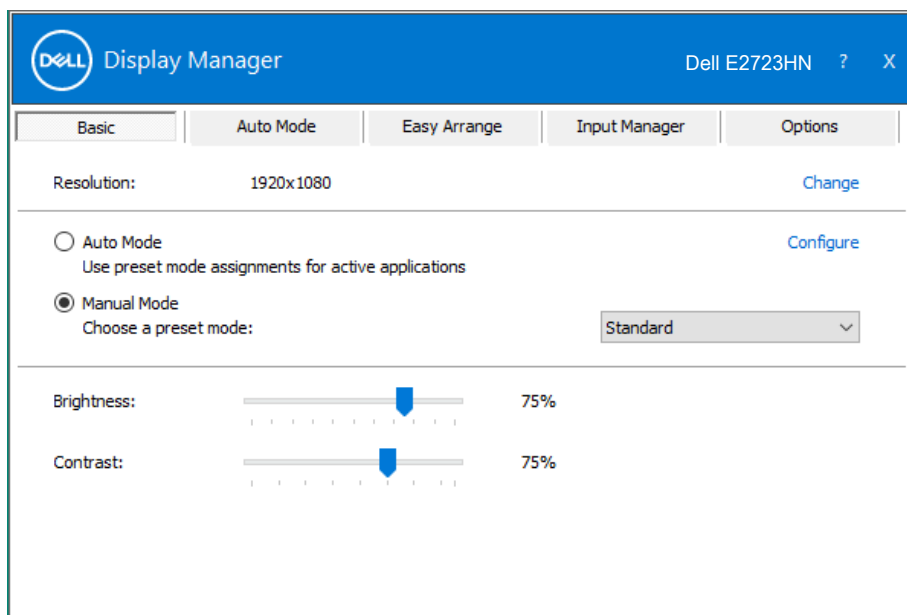 DELL Display Manager Dell E2723HN ? X
Basic Auto Mode Easy Arrange Input Manager Options
Resolution: 1920x1080 Change
Auto Mode Configure
Use preset mode assignments for active applications
Manual Mode
Choose a preset mode: Standard
Brightness: 75%
Contrast: 75%